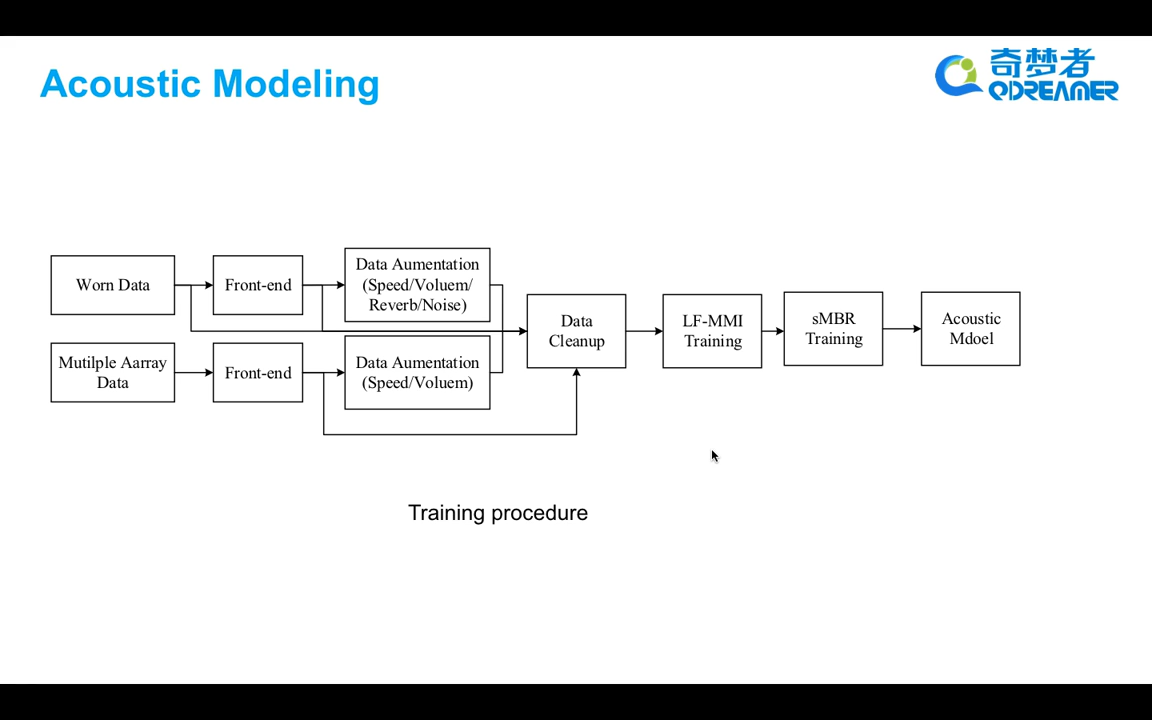 Acoustic Modeling
奇梦者
QDREAMER
Worn Data
Front-end
Data Aumentation
(Speed/Voluem/
Reverb/Noise)
Mutilple Aarray
Data
Front-end
Data Aumentation
(Speed/Voluem)
Data
Cleanup
LF-MMI
Training
sMBR
Training
Acoustic
Mdoel
Training procedure